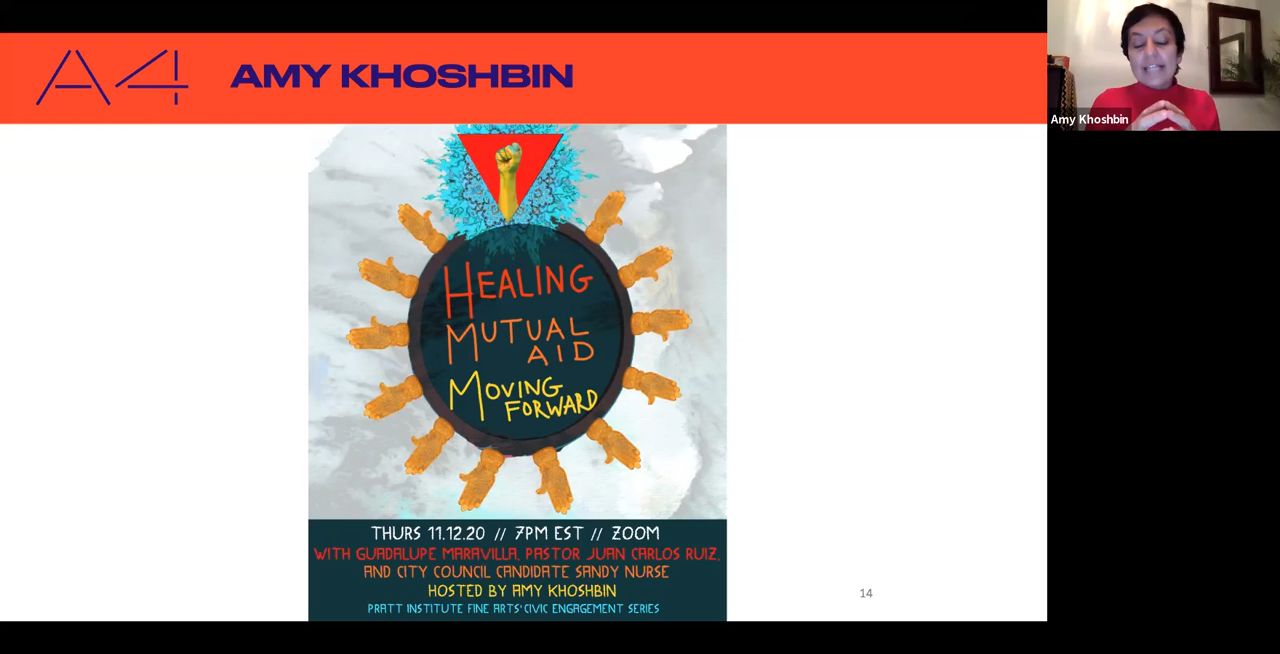 A4 AMY KHOSHBIN
Amy Khoshbin
HEALING
MUTUAL
AID
MOVING
FORWARD
THURS 11.12.20 // 7PM EST // ZOOM
WITH GUADALUPE MARAVILLA, PASTOR JUAN CARLOS RUIZ,
AND CITY COUNCIL CANDIDATE SANDY NURSE
HOSTED BY AMY KHOSHBIN
PRATT INSTITUTE FINE ARTS' CIVIC ENGAGEMENT SERIES
14